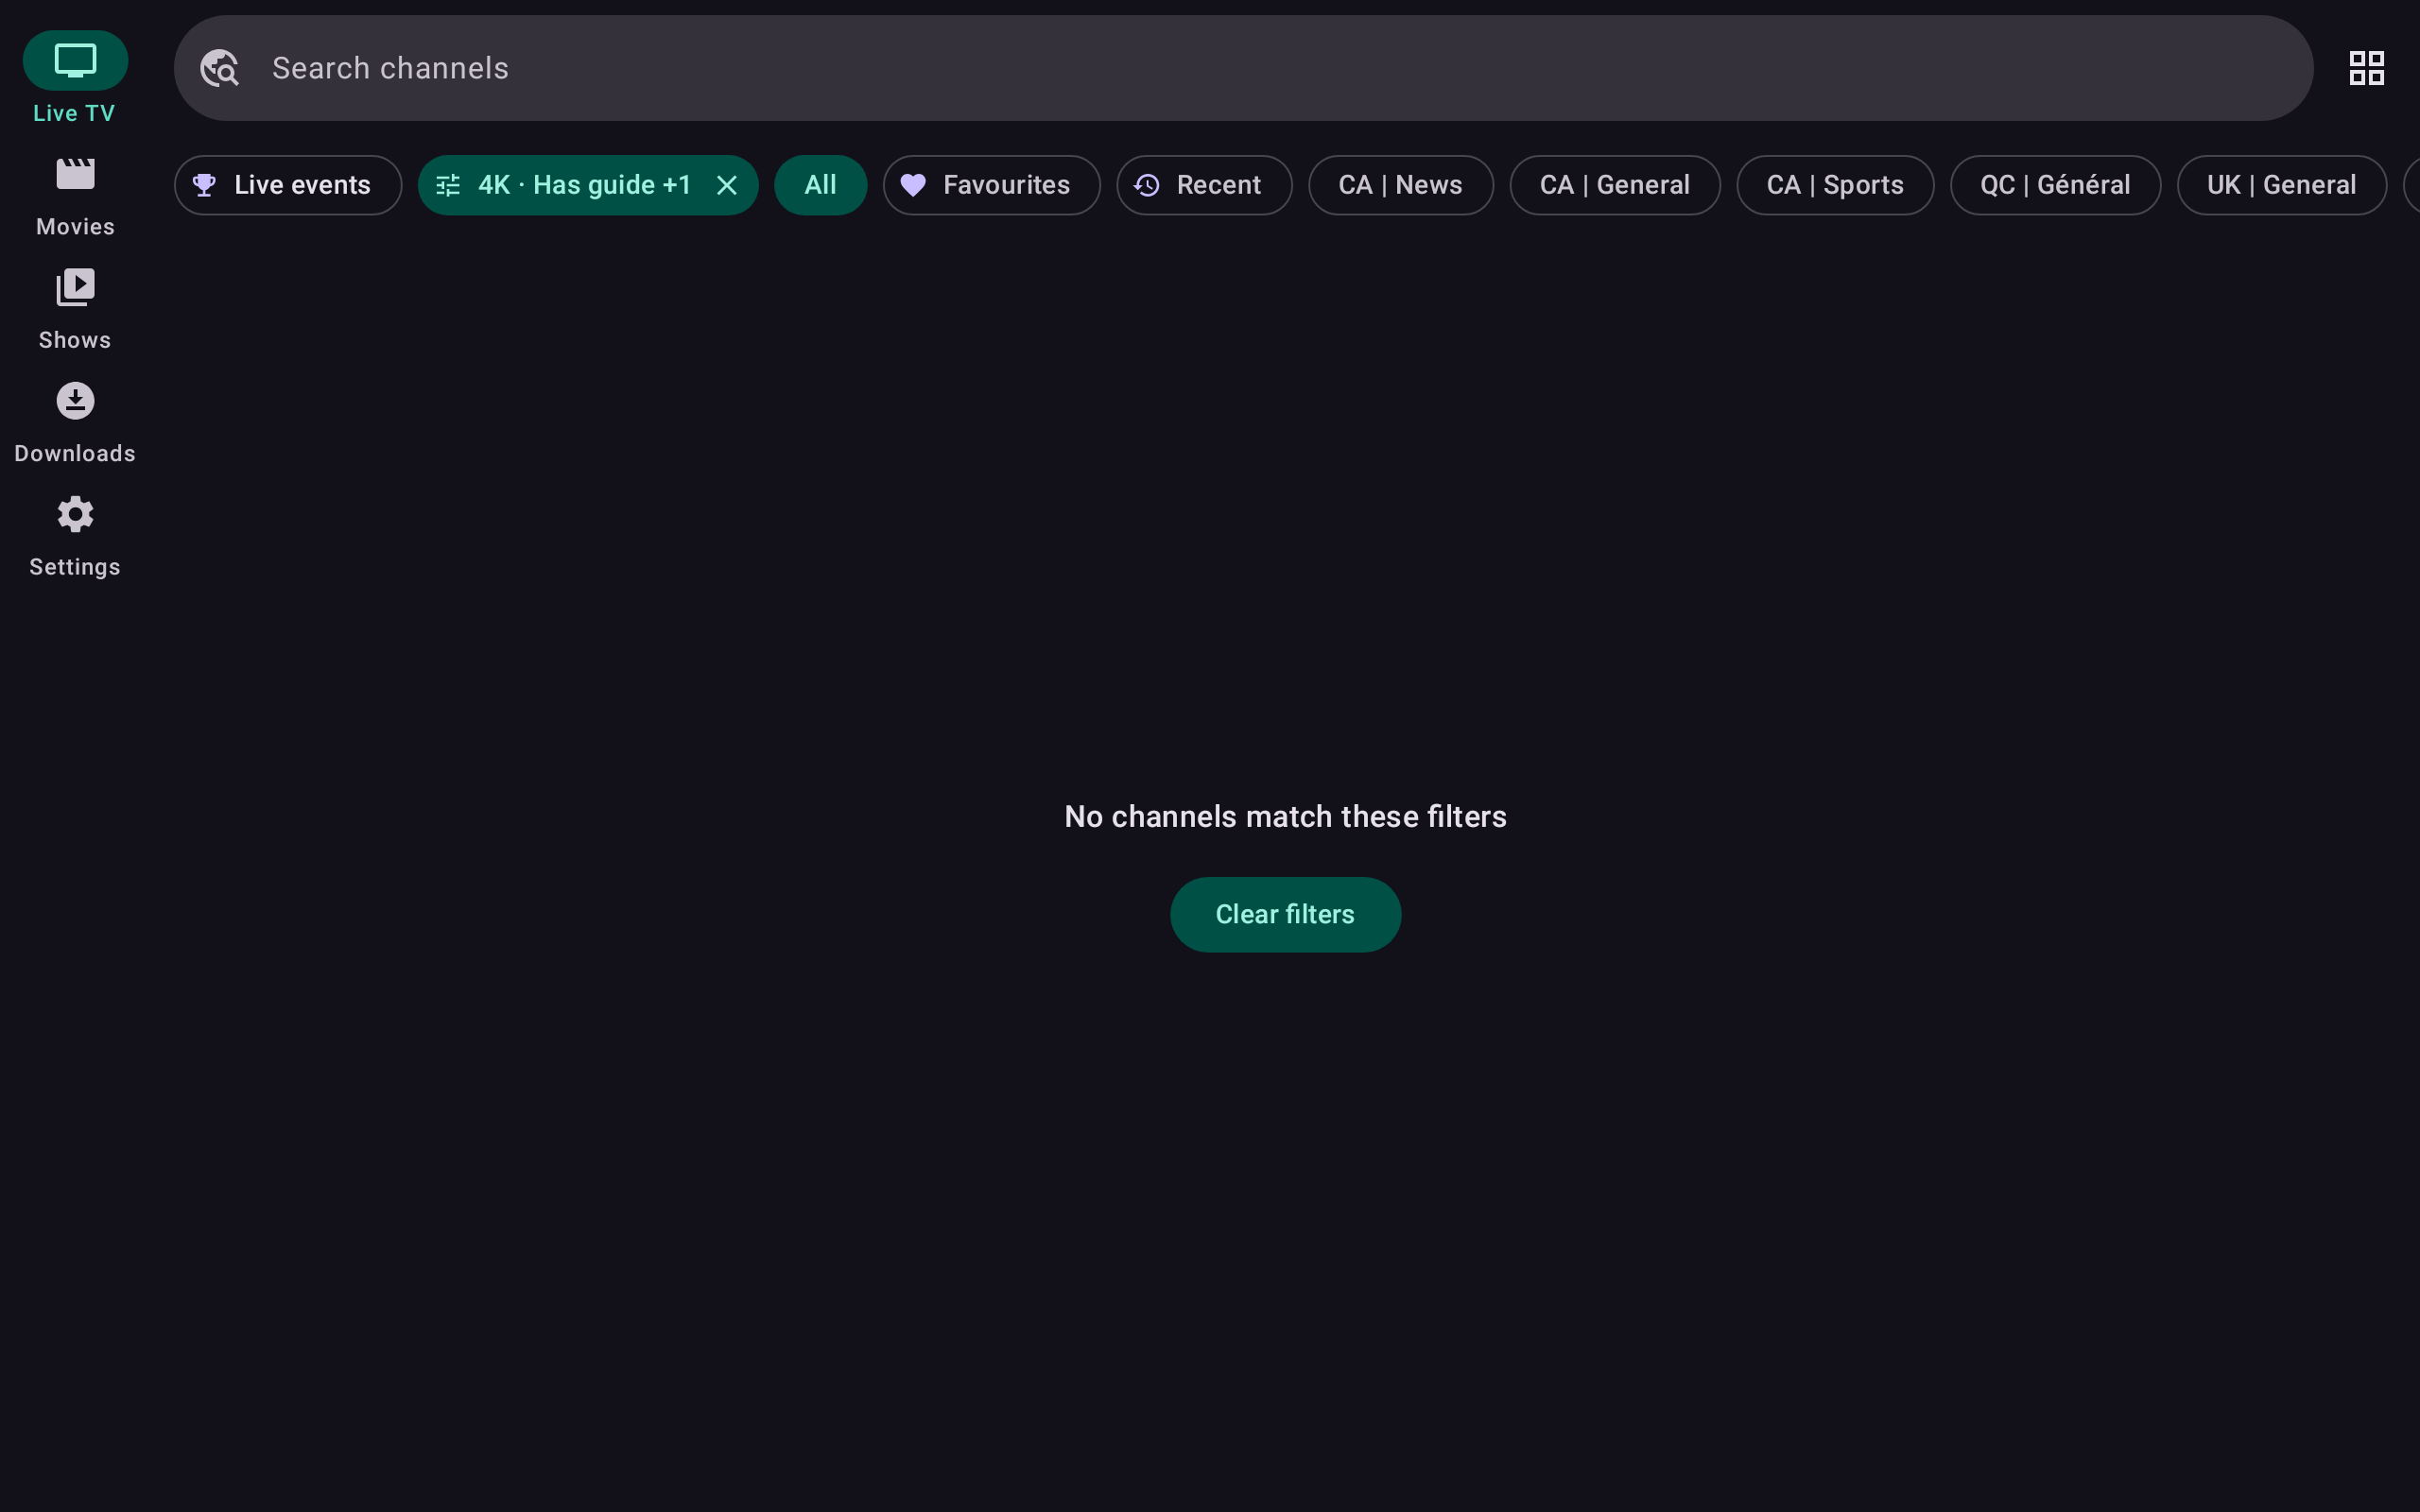 Search channels
Live TV
Live events
4K · Has guide +1
All
Favourites
Recent
CA | News
CA | General
CA | Sports
QC | Général
UK | General
Movies
Shows
Downloads
Settings
No channels match these filters
Clear filters